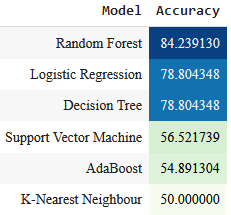 Model Accuracy
Random Forest 84.239130
Logistic Regression 78.804348
Decision Tree 78.804348
Support Vector Machine 56.521739
AdaBoost 54.891304
K-Nearest Neighbour 50.000000